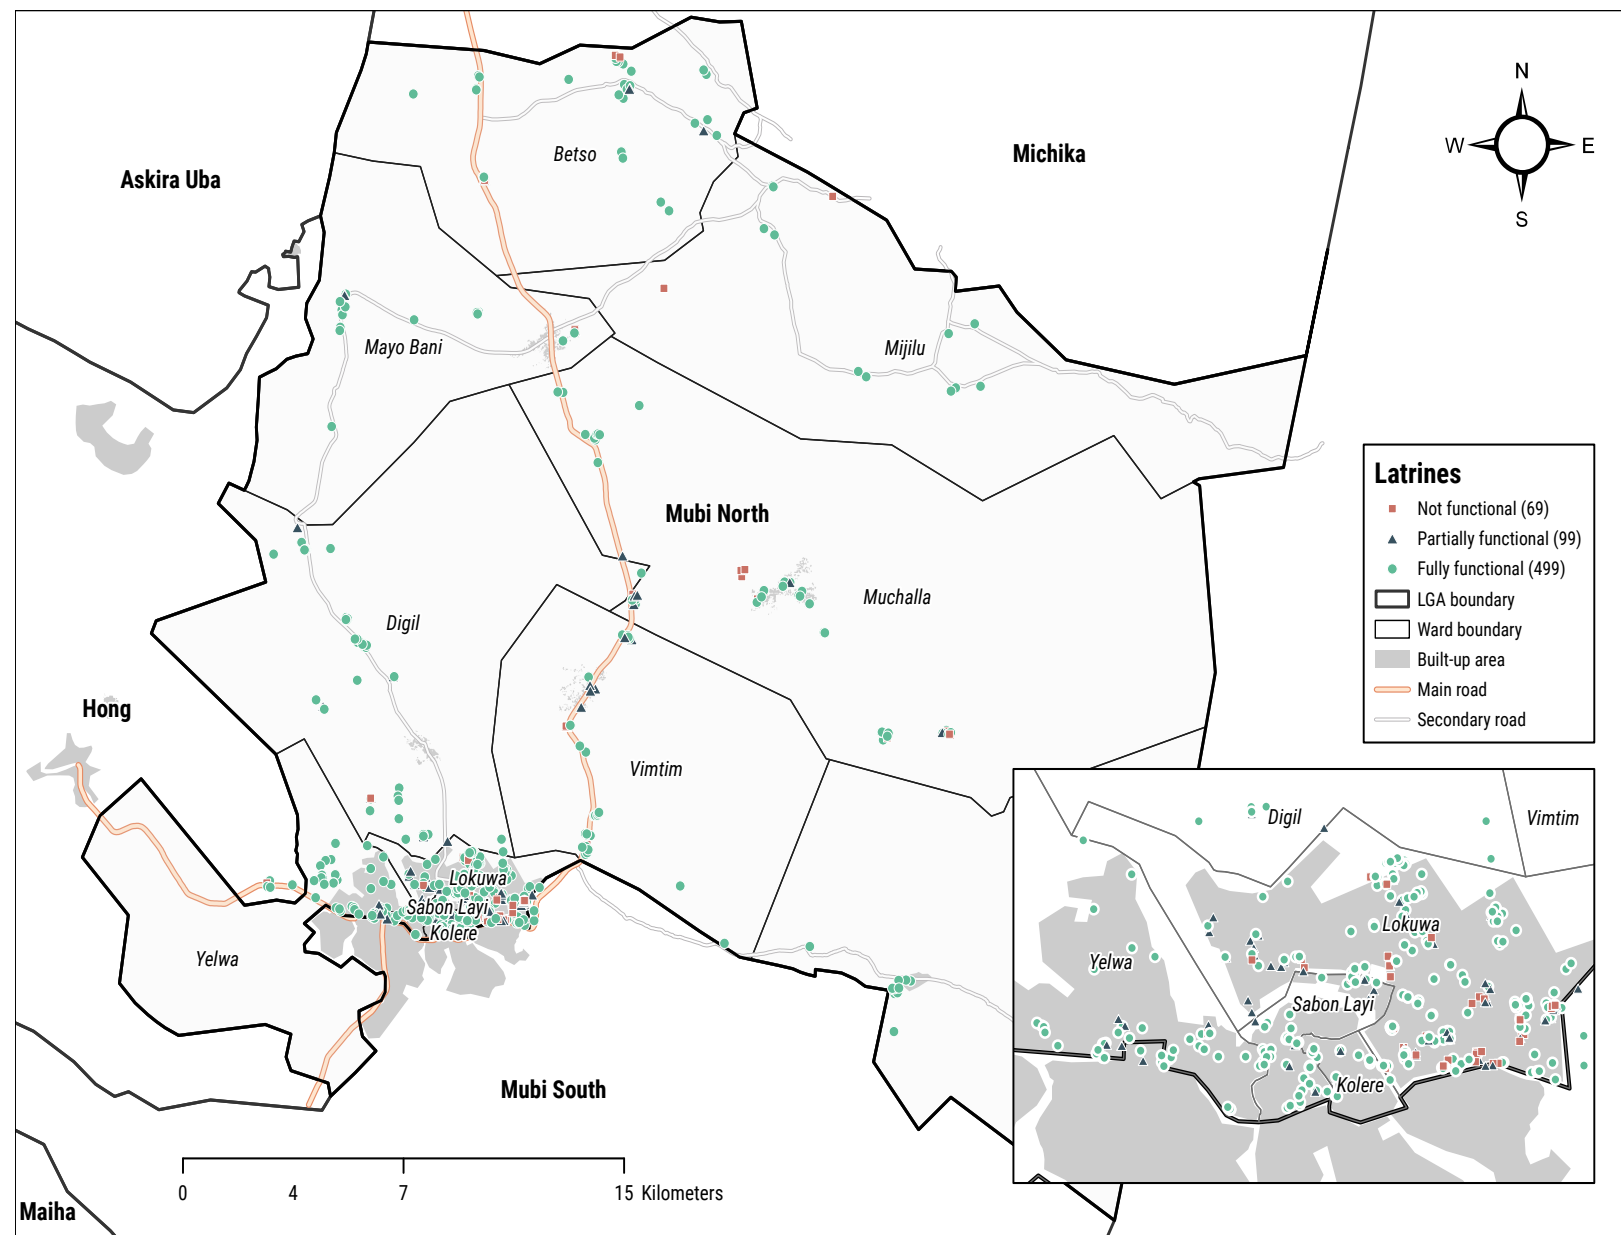 N
W
E
S
Askira Uba
Michika
Betso
Mayo Bani
Mijilu
Mubi North
Muchalla
Digil
Hong
Vimtim
Lokuwa
Sabon Layi
Kolere
Yelwa
Mubi South
Maiha
0 4 7 15 Kilometers
Latrines
Not functional (69)
Partially functional (99)
Fully functional (499)
LGA boundary
Ward boundary
Built-up area
Main road
Secondary road
Digil
Vimtim
Lokuwa
Yelwa
Sabon Layi
Kolere